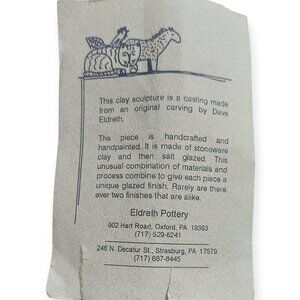 This clay sculpture is a casting made
from an original carving by Dave
Eldreth.
The piece is handcrafted and
handpainted. It is made of stoneware
clay and then salt glazed. This
unusual combination of materials and
process combine to give each piece a
unique glazed finish. Rarely are there
ever two finishes that are alike.
Eldreth Pottery
902 Hart Road, Oxford, PA 19363
(717) 529-6241
246 N. Decatur St., Strasburg, PA 17579
(717) 687-8445